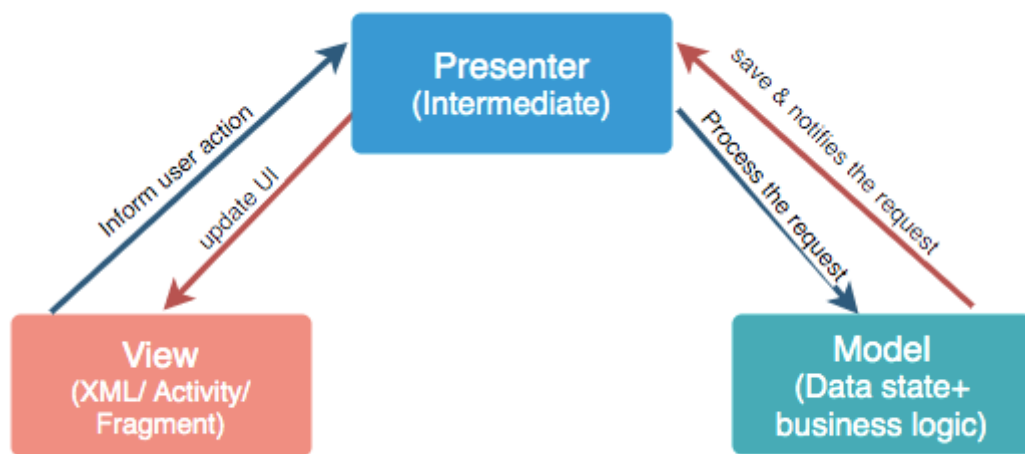 Presenter
(Intermediate)
Inform user action
update UI
Process the request
save & notifies the request
View
(XML/ Activity/
Fragment)
Model
(Data state+
business logic)